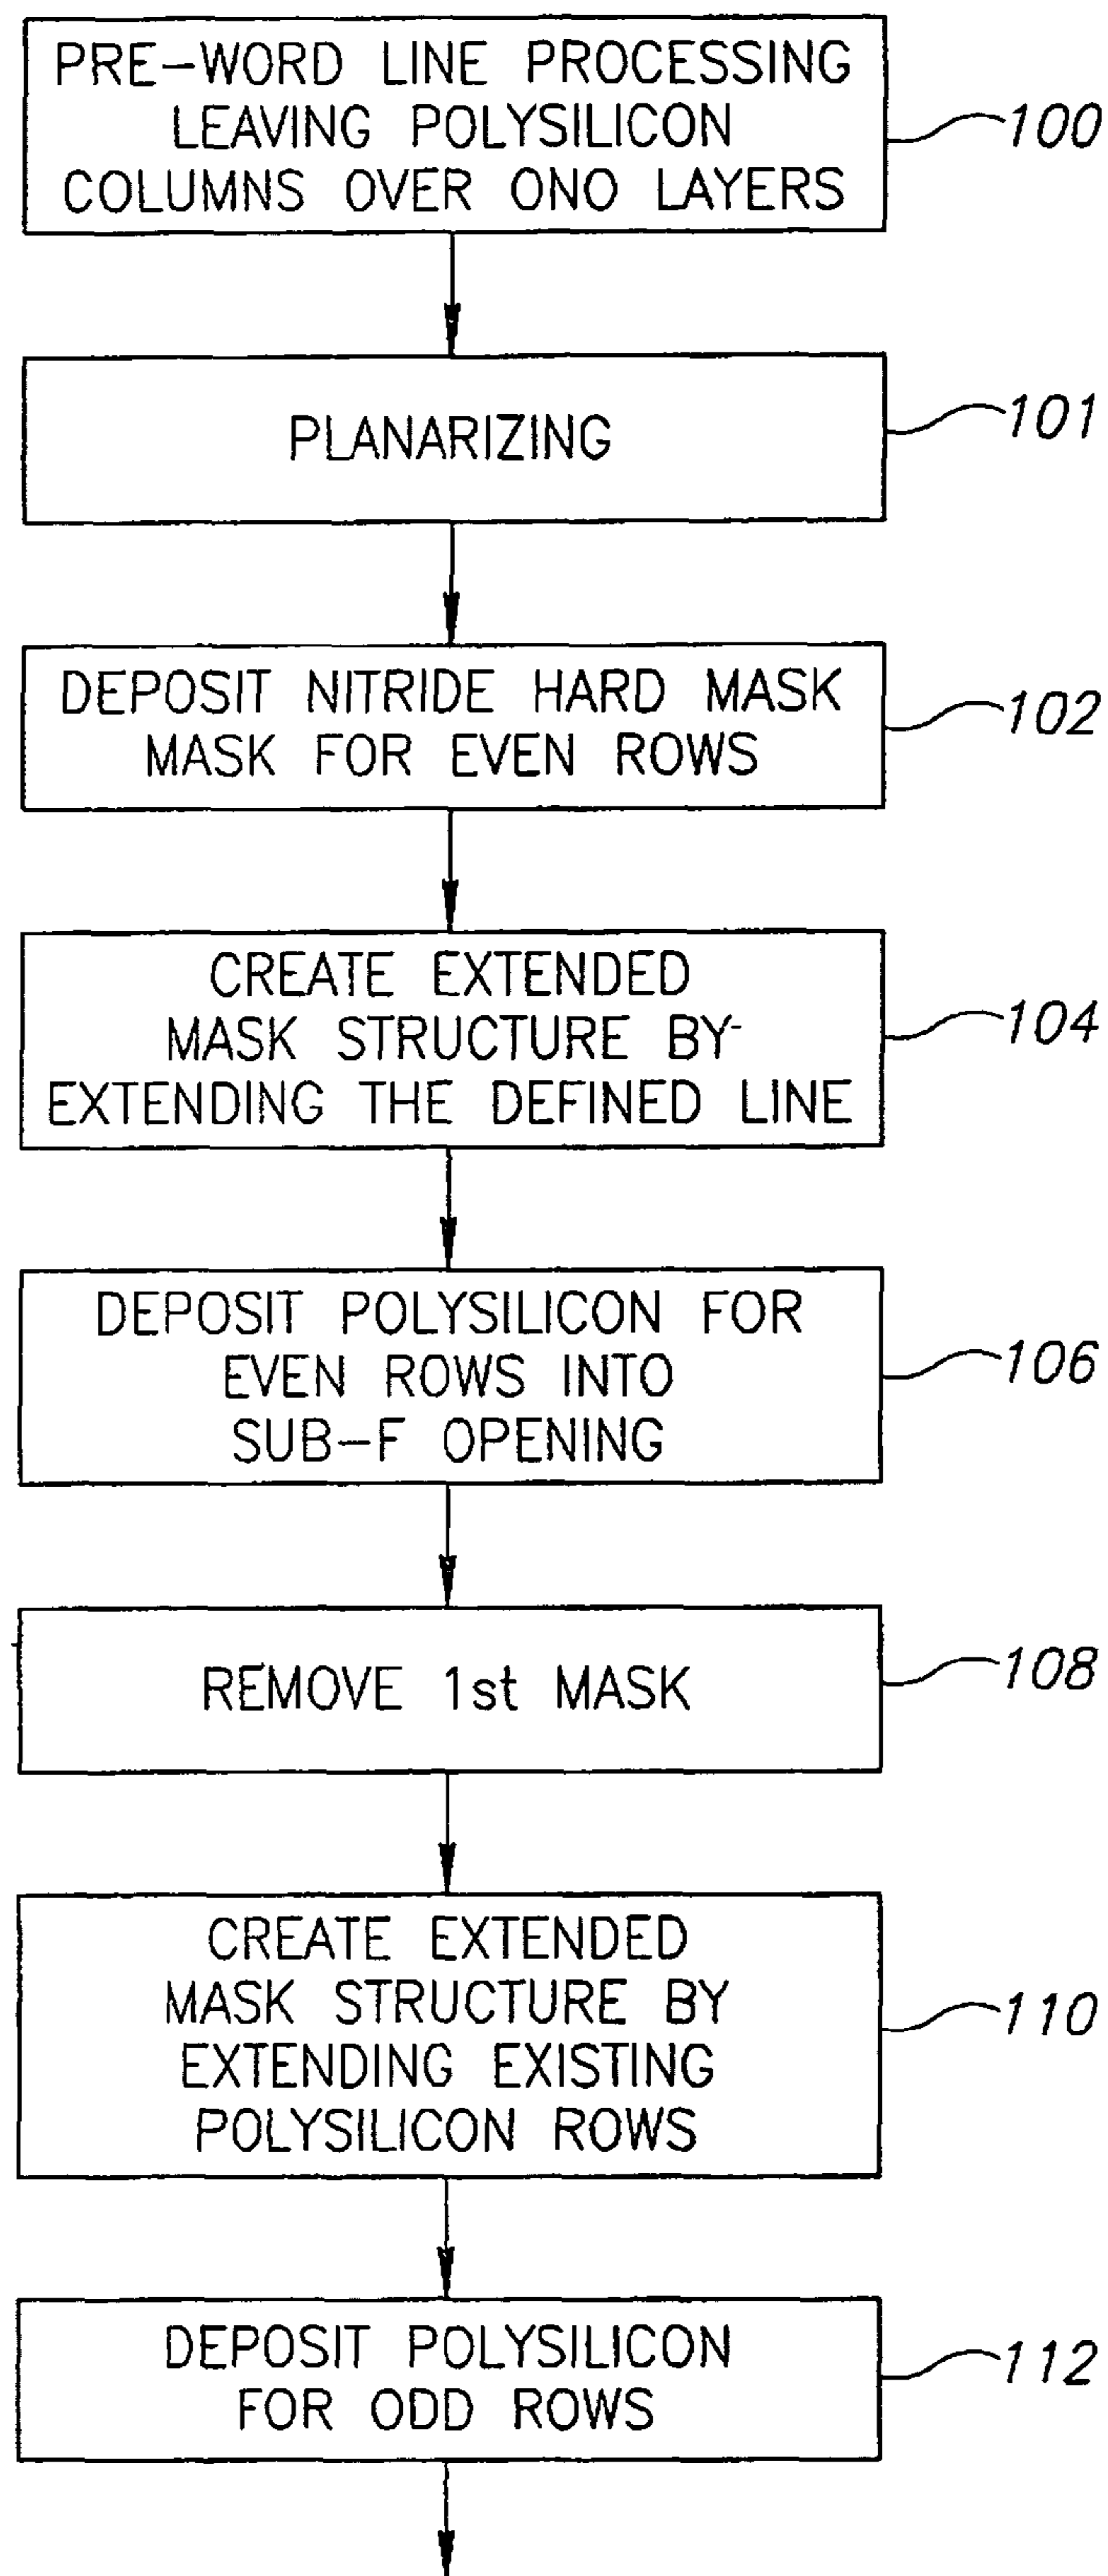 PRE-WORD LINE PROCESSING
LEAVING POLYSILICON
COLUMNS OVER ONO LAYERS
100
PLANARIZING
101
DEPOSIT NITRIDE HARD MASK
MASK FOR EVEN ROWS
102
CREATE EXTENDED
MASK STRUCTURE BY-
EXTENDING THE DEFINED LINE
104
DEPOSIT POLYSILICON FOR
EVEN ROWS INTO
SUB-F OPENING
106
REMOVE 1st MASK
108
CREATE EXTENDED
MASK STRUCTURE BY
EXTENDING EXISTING
POLYSILICON ROWS
110
DEPOSIT POLYSILICON
FOR ODD ROWS
112